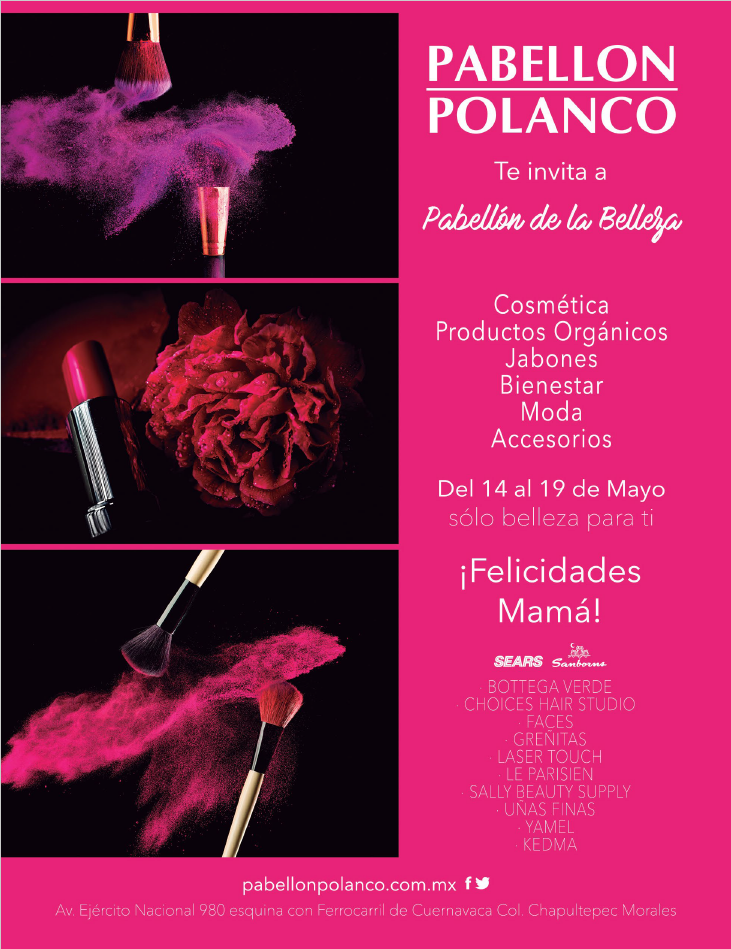 PABELLON
POLANCO
Te invita a
Pabellón de la Belleza
Cosmética
Productos Orgánicos
Jabones
Bienestar
Moda
Accesorios
Del 14 al 19 de Mayo
sólo belleza para ti
¡Felicidades
Mamá!
SEARS Sanborns
· BOTTEGA VERDE
· CHOICES HAIR STUDIO
· FACES
· GREÑITAS
· LASER TOUCH
· LE PARISIEN
· SALLY BEAUTY SUPPLY
· UÑAS FINAS
· YAMEL
· KEDMA
pabellonpolanco.com.mx
Av. Ejército Nacional 980 esquina con Ferrocarril de Cuernavaca Col. Chapultepec Morales